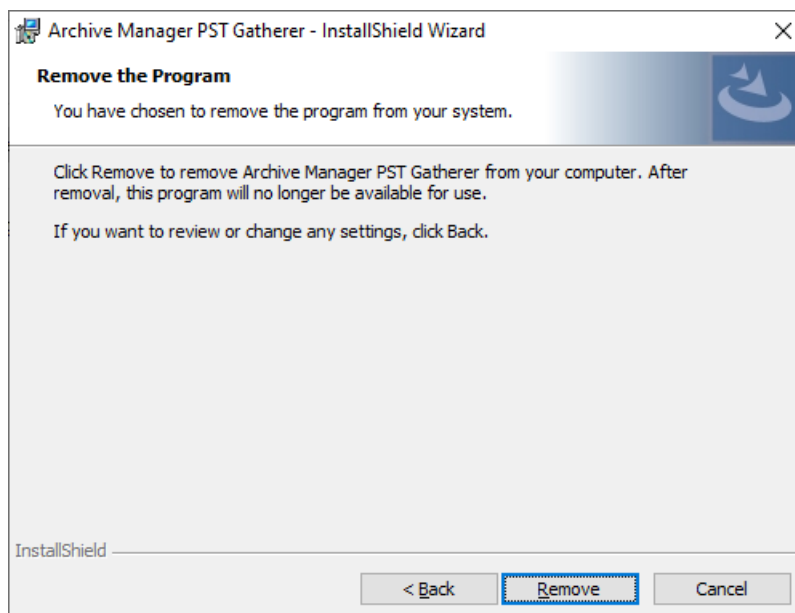 Archive Manager PST Gatherer - InstallShield Wizard
Remove the Program
You have chosen to remove the program from your system.
Click Remove to remove Archive Manager PST Gatherer from your computer. After
removal, this program will no longer be available for use.
If you want to review or change any settings, click Back.
InstallShield
< Back
Remove
Cancel